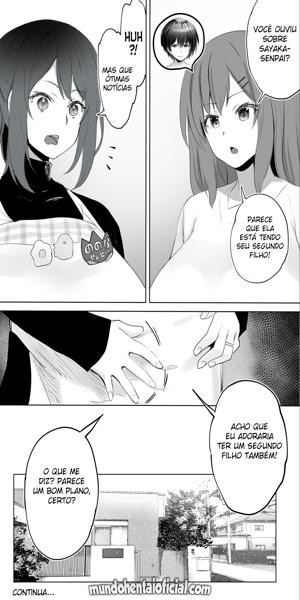 VOCÊ OUVIU
SOBRE
SAYAKA-
SENPAI?
HUH
?!
MAS QUE
ÓTIMAS
NOTÍCIAS
PARECE
QUE ELA
ESTÁ TENDO
SEU SEGUNDO
FILHO!
ACHO QUE
EU ADORARIA
TER UM SEGUNDO
FILHO TAMBÉM!
O QUE ME
DIZ? PARECE
UM BOM PLANO,
CERTO?
CONTINUA...
mundohentaioficial.com